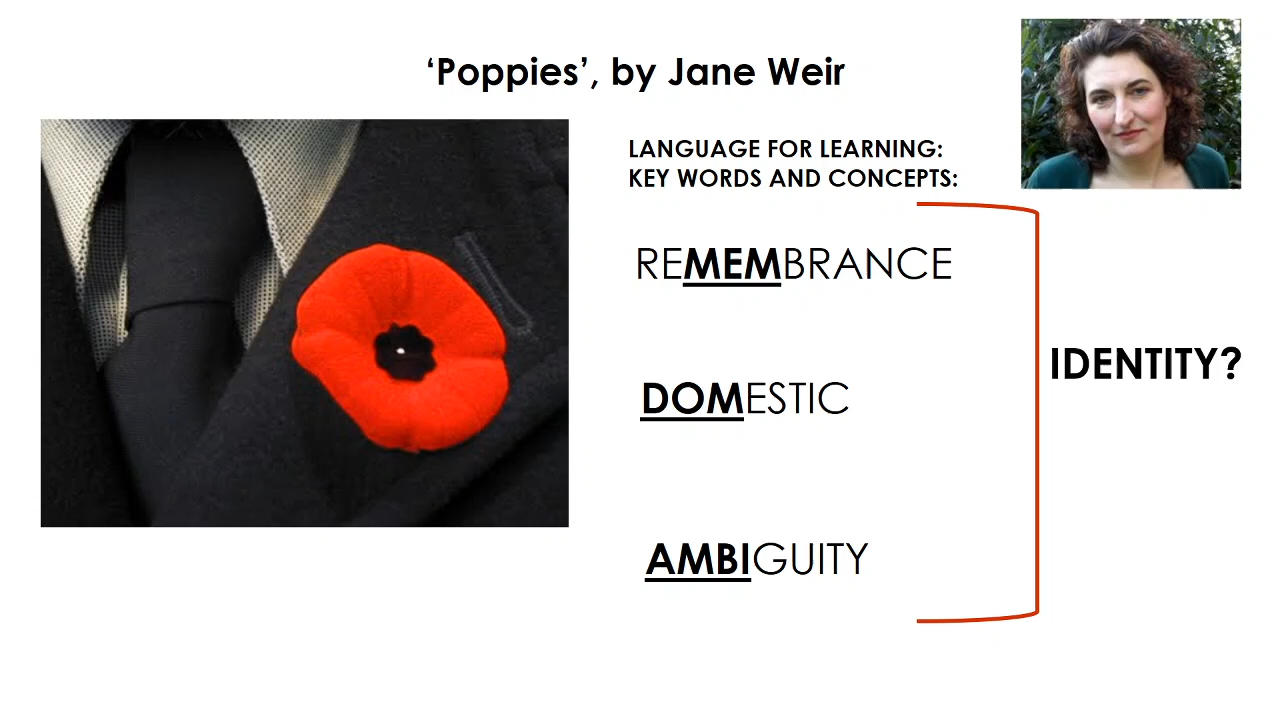 ‘Poppies’, by Jane Weir
LANGUAGE FOR LEARNING:
KEY WORDS AND CONCEPTS:
REMEMBRANCE
DOMESTIC
AMBIGUITY
IDENTITY?